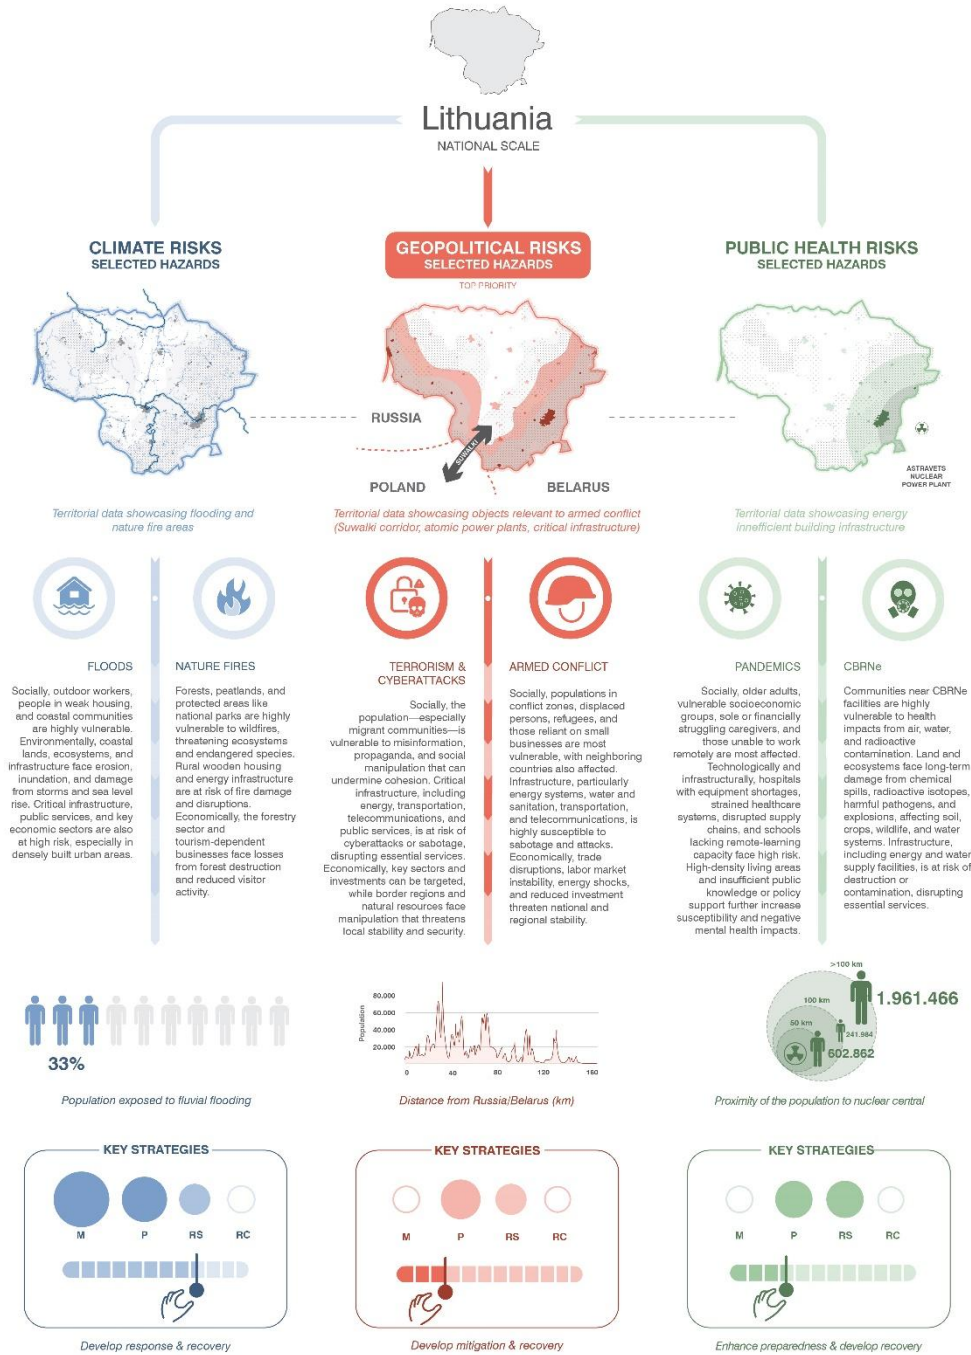 Lithuania
NATIONAL SCALE
CLIMATE RISKS
SELECTED HAZARDS
GEOPOLITICAL RISKS
SELECTED HAZARDS
TOP PRIORITY
PUBLIC HEALTH RISKS
SELECTED HAZARDS
RUSSIA
SUWALKI
POLAND
BELARUS
ASTRAVETS
NUCLEAR
POWER PLANT
Territorial data showcasing flooding and
nature fire areas
Territorial data showcasing objects relevant to armed conflict
(Suwalki corridor, atomic power plants, critical infrastructure)
Territorial data showcasing energy
innefficient building infrastructure
FLOODS
Socially, outdoor workers,
people in weak housing,
and coastal communities
are highly vulnerable.
Environmentally, coastal
lands, ecosystems, and
infrastructure face erosion,
inundation, and damage
from storms and sea level
rise. Critical infrastructure,
public services, and key
economic sectors are also
at high risk, especially in
densely built urban areas.
NATURE FIRES
Forests, peatlands, and
protected areas like
national parks are highly
vulnerable to wildfires,
threatening ecosystems
and endangered species.
Rural wooden housing
and energy infrastructure
are at risk of fire damage
and disruptions.
Economically, the forestry
sector and
tourism-dependent
businesses face losses
from forest destruction
and reduced visitor
activity.
TERRORISM &
CYBERATTACKS
Socially, the
population—especially
migrant communities—is
vulnerable to misinformation,
propaganda, and social
manipulation that can
undermine cohesion. Critical
infrastructure, including
energy, transportation,
telecommunications, and
public services, is at risk of
cyberattacks or sabotage,
disrupting essential services.
Economically, key sectors and
investments can be targeted,
while border regions and
natural resources face
manipulation that threatens
local stability and security.
ARMED CONFLICT
Socially, populations in
conflict zones, displaced
persons, refugees, and
those reliant on small
businesses are most
vulnerable, with neighboring
countries also affected.
Infrastructure, particularly
energy systems, water and
sanitation, transportation,
and telecommunications, is
highly susceptible to
sabotage and attacks.
Economically, trade
disruptions, labor market
instability, energy shocks,
and reduced investment
threaten national and
regional stability.
PANDEMICS
Socially, older adults,
vulnerable socioeconomic
groups, sole or financially
struggling caregivers, and
those unable to work
remotely are most affected.
Technologically and
infrastructurally, hospitals
with equipment shortages,
strained healthcare
systems, disrupted supply
chains, and schools
lacking remote-learning
capacity face high risk.
High-density living areas
and insufficient public
knowledge or policy
support further increase
susceptibility and negative
mental health impacts.
CBRNe
Communities near CBRNe
facilities are highly
vulnerable to health
impacts from air, water,
and radioactive
contamination. Land and
ecosystems face long-term
damage from chemical
spills, radioactive isotopes,
harmful pathogens, and
explosions, affecting soil,
crops, wildlife, and water
systems. Infrastructure,
including energy and water
supply facilities, is at risk of
destruction or
contamination, disrupting
essential services.
33%
Population exposed to fluvial flooding
Population
80.000
60.000
40.000
20.000
0 40 80 120 160
Distance from Russia/Belarus (km)
>100 km
1.961.466
100 km
241.984
50 km
602.862
Proximity of the population to nuclear central
KEY STRATEGIES
M P RS RC
Develop response & recovery
KEY STRATEGIES
M P RS RC
Develop mitigation & recovery
KEY STRATEGIES
M P RS RC
Enhance preparedness & develop recovery